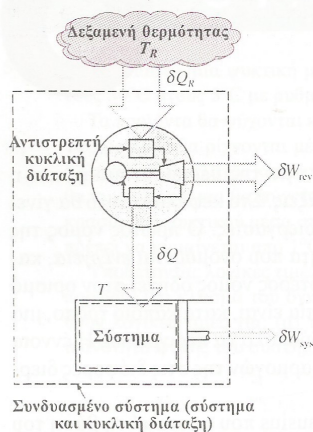 Δεξαμενή θερμότητας
T_R
δQ_R
Αντιστρεπτή
κυκλική
διάταξη
δW_rev
δQ
T
Σύστημα
δW_sys
Συνδυασμένο σύστημα (σύστημα
και κυκλική διάταξη)